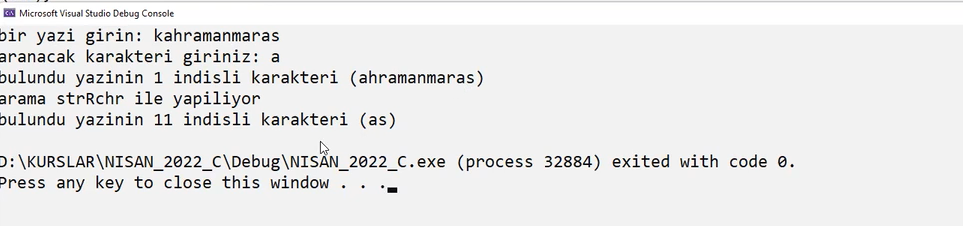 Microsoft Visual Studio Debug Console
bir yazi girin: kahramanmaras
aranacak karakteri giriniz: a
bulundu yazinin 1 indisli karakteri (ahramanmaras)
arama strRchr ile yapiliyor
bulundu yazinin 11 indisli karakteri (as)
D:\KURSLAR\NISAN_2022_C\Debug\NISAN_2022_C.exe (process 32884) exited with code 0.
Press any key to close this window . . .